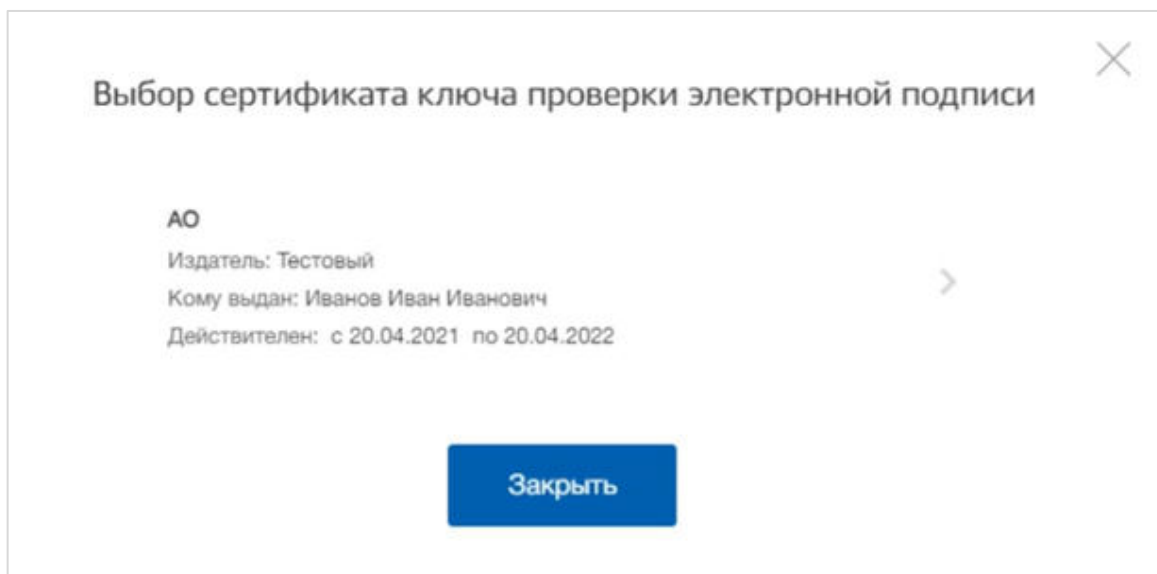 Выбор сертификата ключа проверки электронной подписи
АО
Издатель: Тестовый
Кому выдан: Иванов Иван Иванович
Действителен: с 20.04.2021 по 20.04.2022
Закрыть